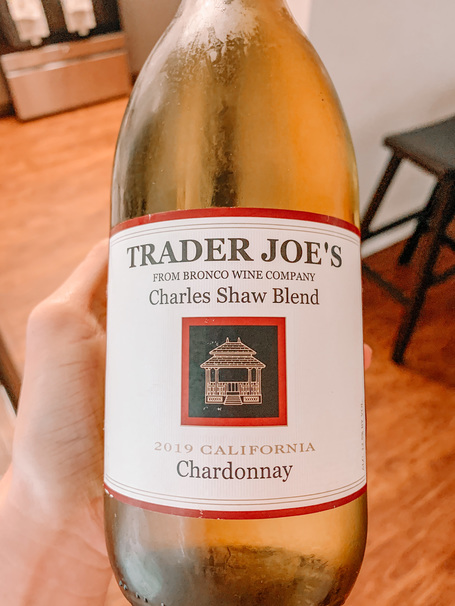 TRADER JOE'S
FROM BRONCO WINE COMPANY
Charles Shaw Blend
2019 CALIFORNIA
Chardonnay